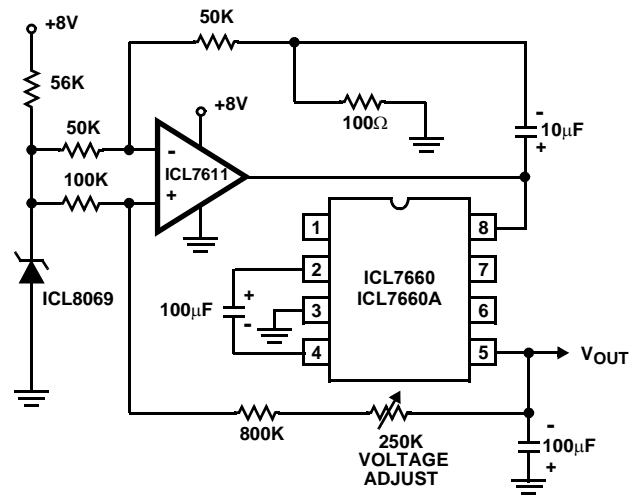 +8V
50K
56K
+8V
50K
-
100Ω
-
10μF
+
ICL7611
100K
+
1
8
2
ICL7660
ICL7660A
7
ICL8069
100μF
+
-
3
6
4
5
VOUT
800K
250K
VOLTAGE
ADJUST
-
100μF
+